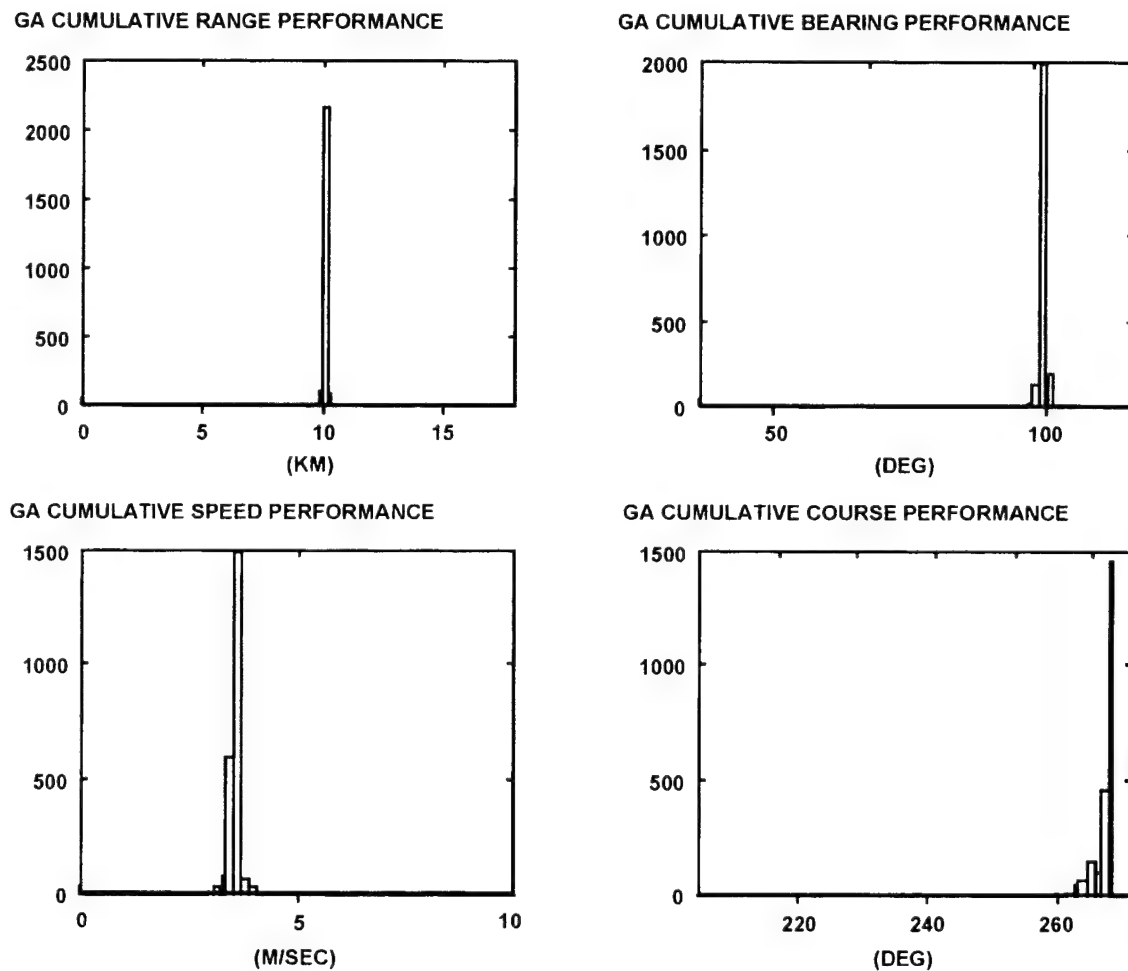 GA CUMULATIVE RANGE PERFORMANCE
2500
2000
1500
1000
500
0
0 5 10 15
(KM)
GA CUMULATIVE BEARING PERFORMANCE
2000
1500
1000
500
0
50 100
(DEG)
GA CUMULATIVE SPEED PERFORMANCE
1500
1000
500
0
0 5 10
(M/SEC)
GA CUMULATIVE COURSE PERFORMANCE
1500
1000
500
0
220 240 260
(DEG)